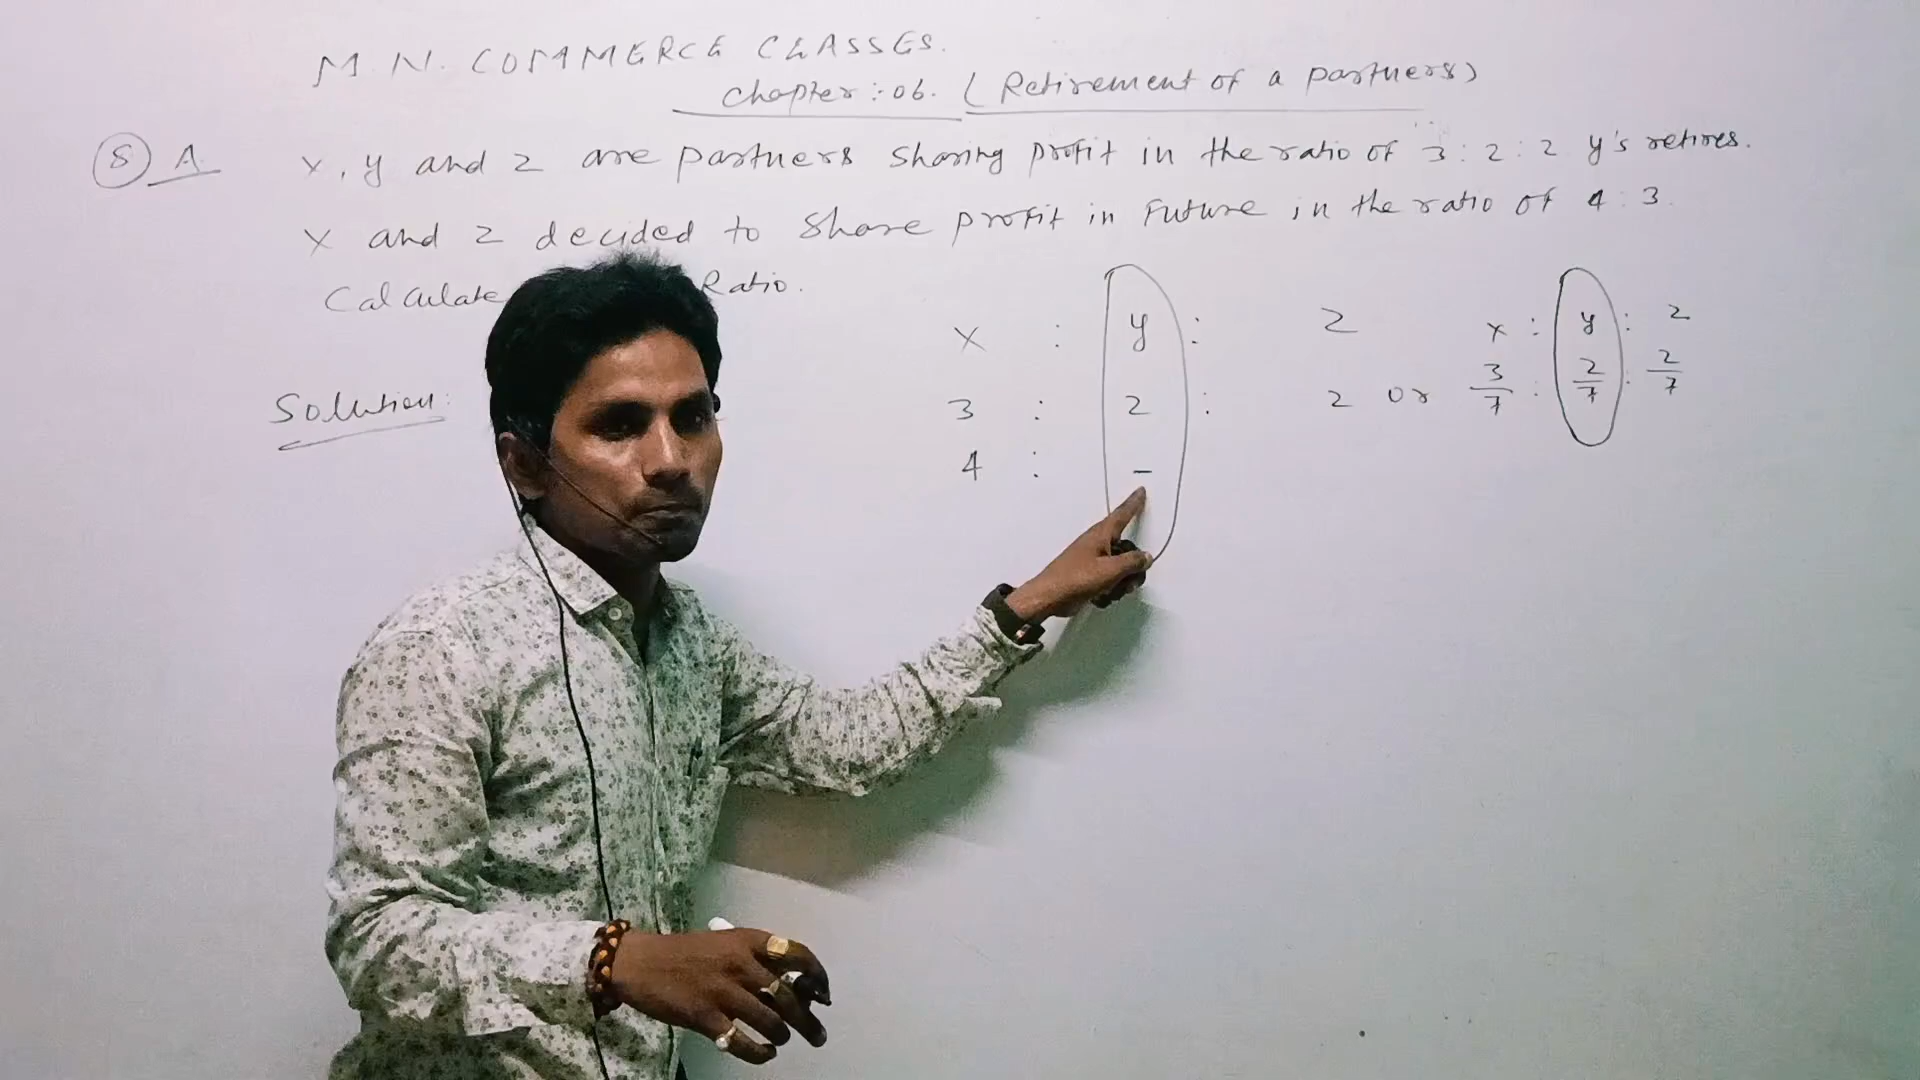 M. N. COMMERCE CLASSES.
Chapter :- 06. (Retirement of a partners)
8 A X, y and z are partners sharing profit in the ratio of 3 : 2 : 2 y's retires.
X and z decided to share profit in future in the ratio of 4 : 3.
Calculate Ratio.
X : y : z or x : y : z
Solution: 3 : 2 : 2 3/7 : 2/7 : 2/7
4 : -